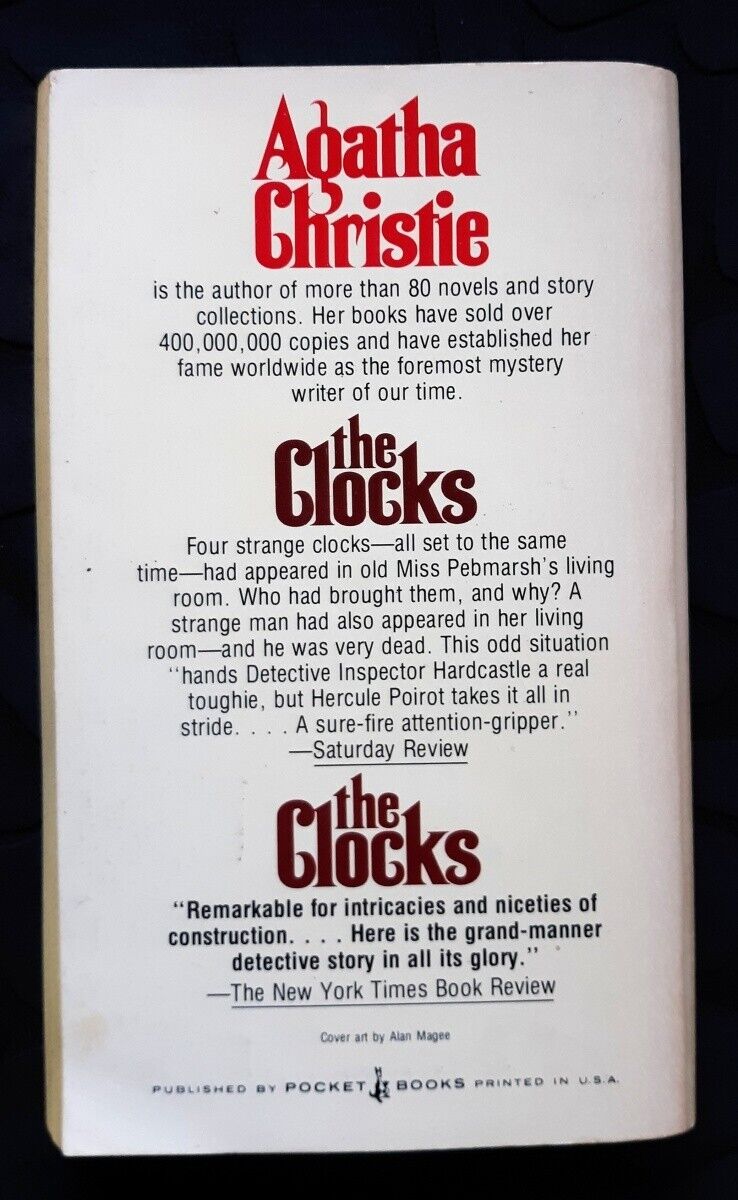 Agatha
Christie
is the author of more than 80 novels and story
collections. Her books have sold over
400,000,000 copies and have established her
fame worldwide as the foremost mystery
writer of our time.
the
Clocks
Four strange clocks—all set to the same
time—had appeared in old Miss Pebmarsh's living
room. Who had brought them, and why? A
strange man had also appeared in her living
room—and he was very dead. This odd situation
"hands Detective Inspector Hardcastle a real
toughie, but Hercule Poirot takes it all in
stride. . . . A sure-fire attention-gripper."
—Saturday Review
the
Clocks
"Remarkable for intricacies and niceties of
construction. . . . Here is the grand-manner
detective story in all its glory."
—The New York Times Book Review
Cover art by Alan Magee
PUBLISHED BY POCKET BOOKS PRINTED IN U.S.A.